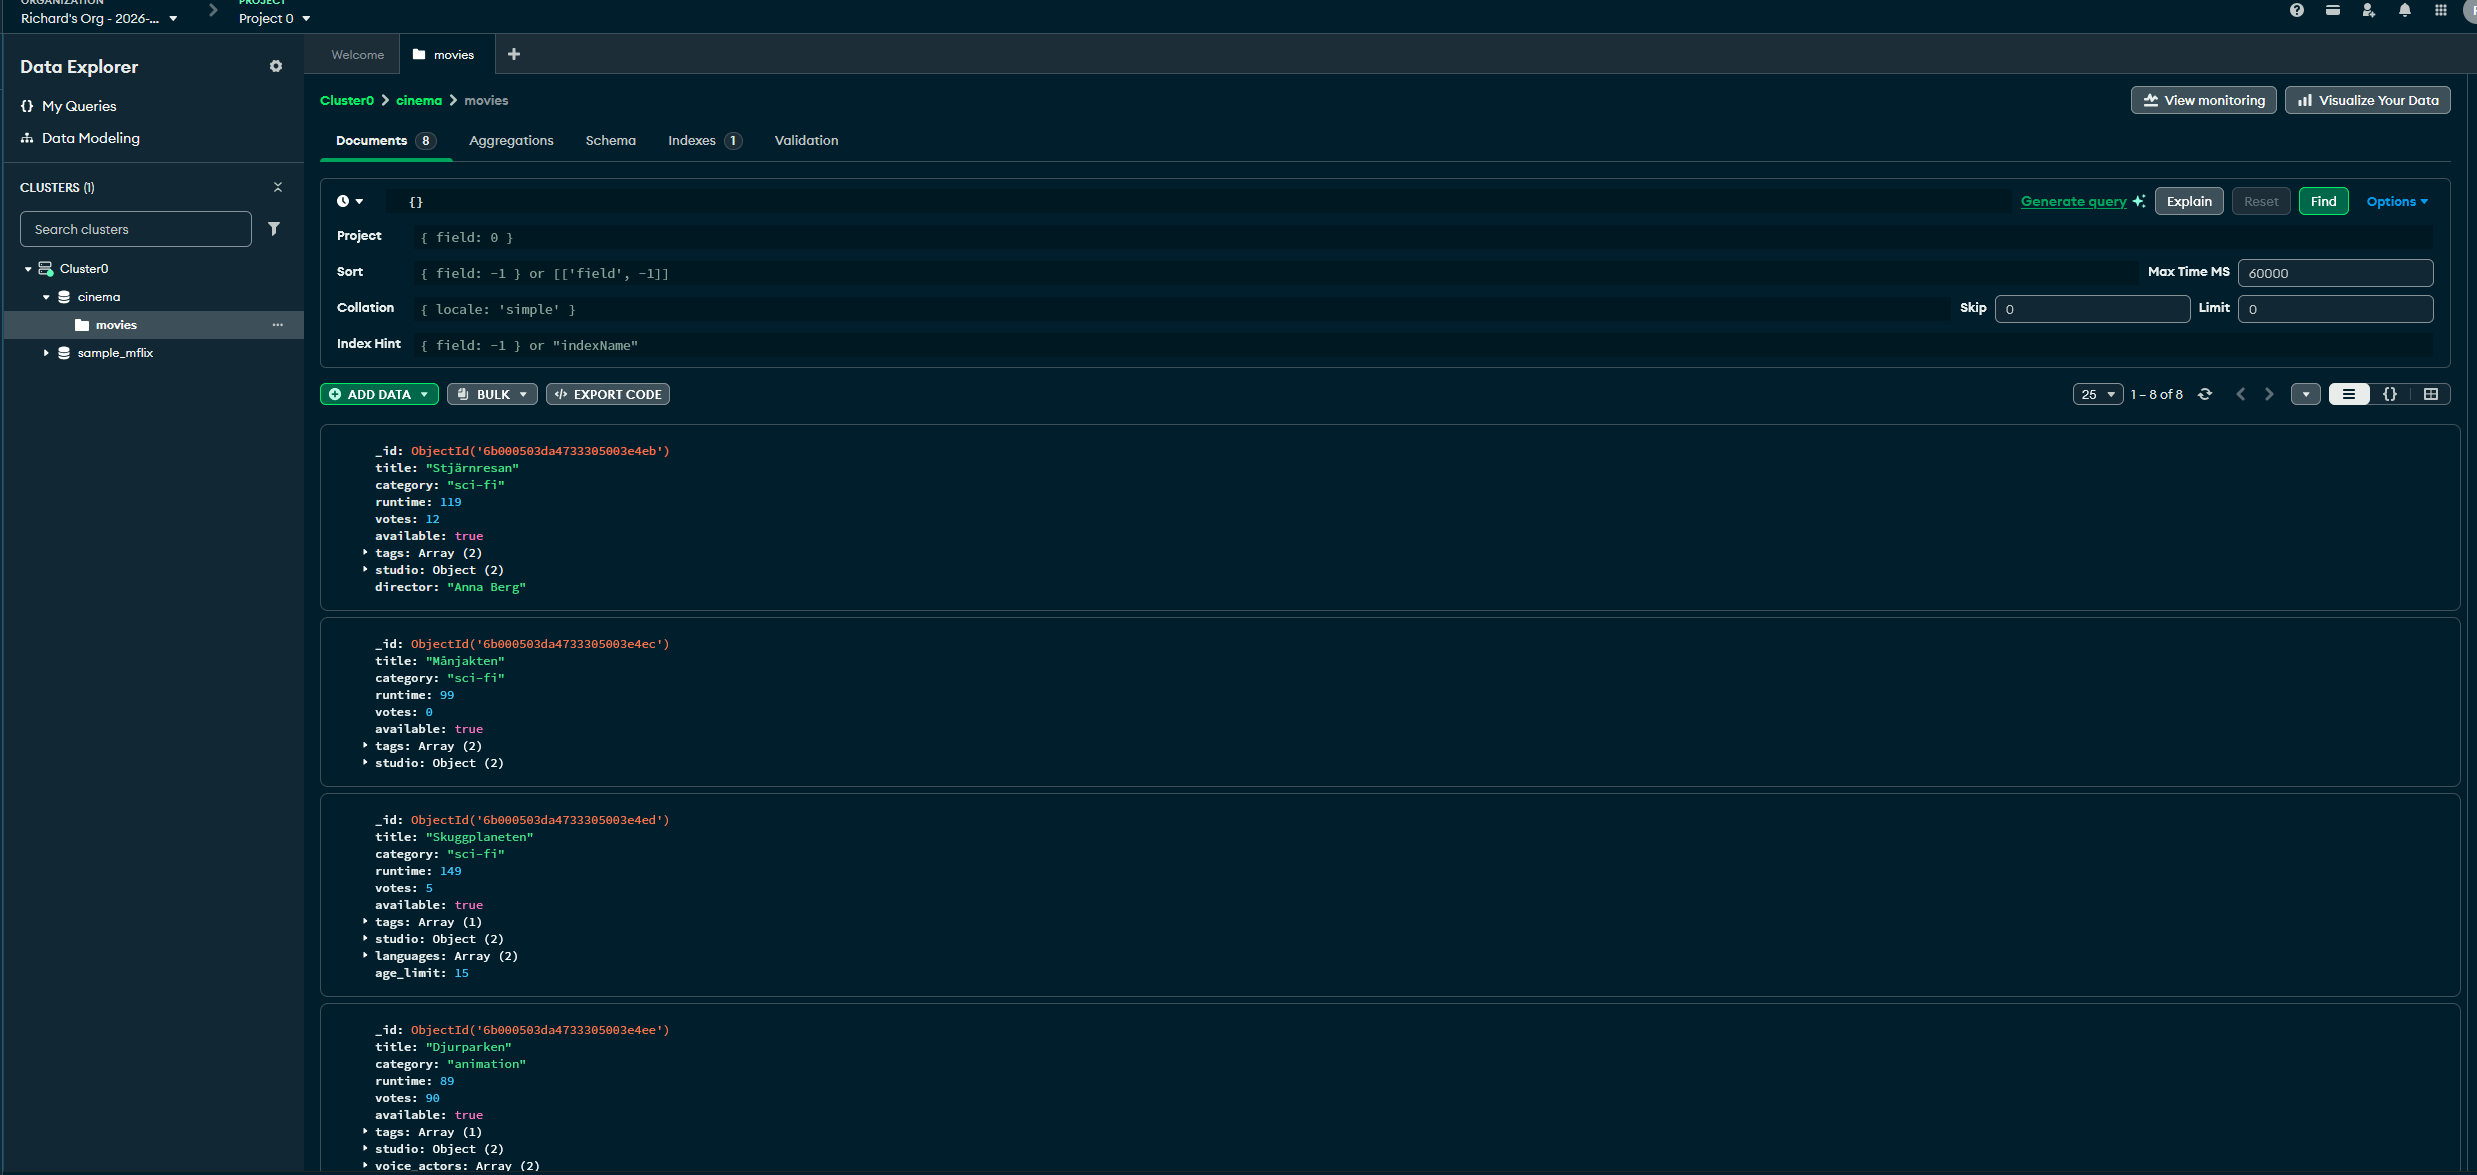 ORGANIZATION
Richard's Org - 2026-...
PROJECT
Project 0
Data Explorer
My Queries
Data Modeling
CLUSTERS (1)
Search clusters
Cluster0
cinema
movies
sample_mflix
Welcome
movies
Cluster0 > cinema > movies
View monitoring
Visualize Your Data
Documents 8
Aggregations
Schema
Indexes 1
Validation
{}
Generate query
Explain
Reset
Find
Options
Project
{ field: 0 }
Sort
{ field: -1 } or [['field', -1]]
Max Time MS
60000
Collation
{ locale: 'simple' }
Skip
0
Limit
0
Index Hint
{ field: -1 } or "indexName"
ADD DATA
BULK
EXPORT CODE
25
1 – 8 of 8
{}
_id: ObjectId('6b000503da4733305003e4eb')
title: "Stjärnresan"
category: "sci-fi"
runtime: 119
votes: 12
available: true
tags: Array (2)
studio: Object (2)
director: "Anna Berg"
_id: ObjectId('6b000503da4733305003e4ec')
title: "Månjakten"
category: "sci-fi"
runtime: 99
votes: 0
available: true
tags: Array (2)
studio: Object (2)
_id: ObjectId('6b000503da4733305003e4ed')
title: "Skuggplaneten"
category: "sci-fi"
runtime: 149
votes: 5
available: true
tags: Array (1)
studio: Object (2)
languages: Array (2)
age_limit: 15
_id: ObjectId('6b000503da4733305003e4ee')
title: "Djurparken"
category: "animation"
runtime: 89
votes: 90
available: true
tags: Array (1)
studio: Object (2)
voice_actors: Array (2)